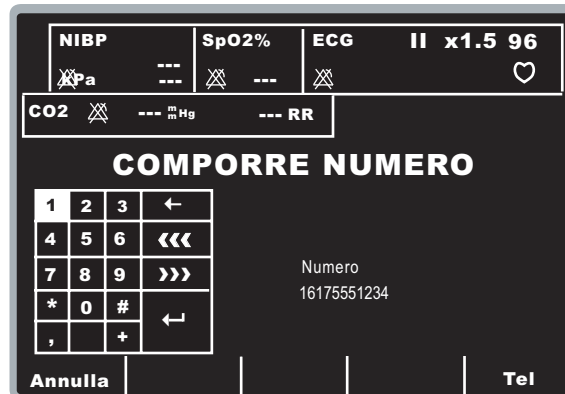 NIBP SpO2% ECG II x1.5 96
---
kPa --- ---
CO2 --- mmHg --- RR
COMPORRE NUMERO
1 2 3 ←
4 5 6 ‹‹‹
7 8 9 ›››
* 0 # ↵
, +
Numero
16175551234
Annulla Tel